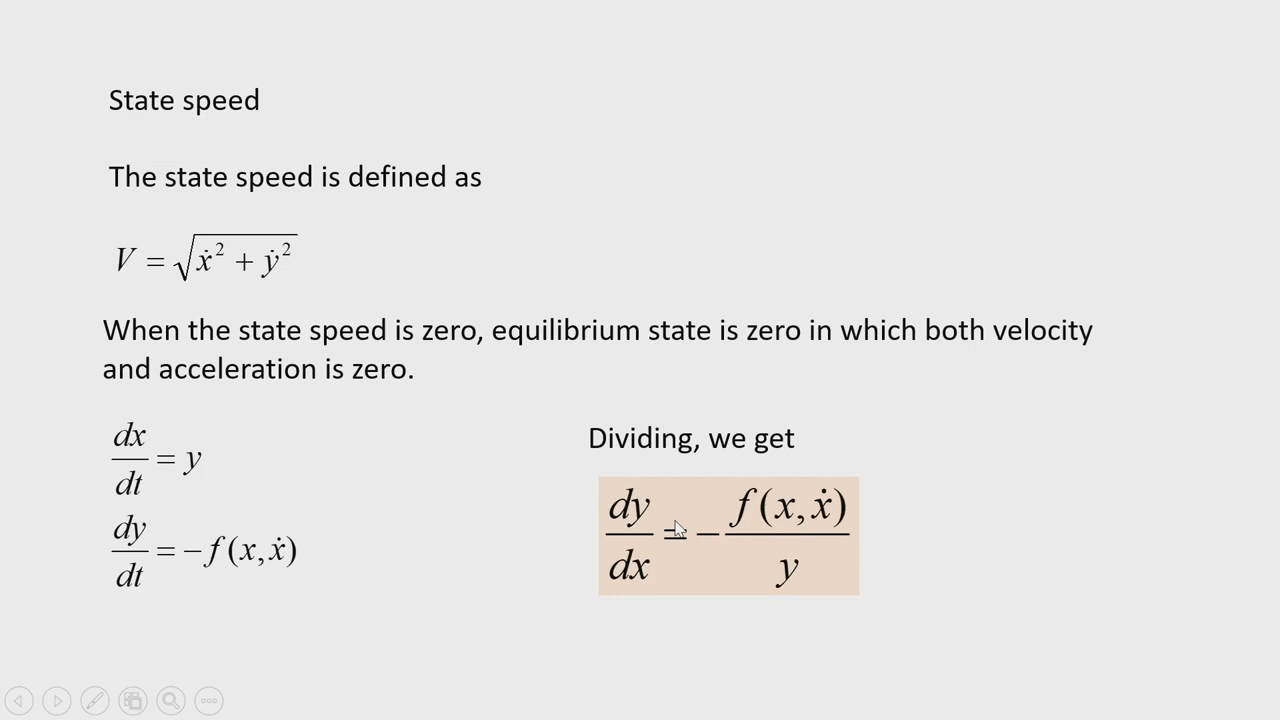 State speed
The state speed is defined as
V = √(ẋ² + ẏ²)
When the state speed is zero, equilibrium state is zero in which both velocity
and acceleration is zero.
dx/dt = y
dy/dt = −f(x,ẋ)
Dividing, we get
dy/dx = − f(x,ẋ)/y